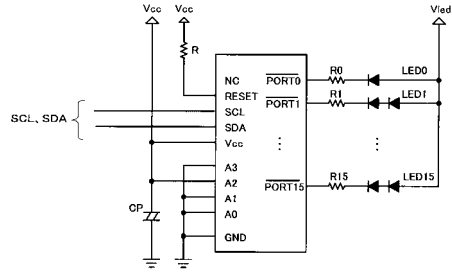 Vcc
Vcc
Vled
R
NC
PORT0
R0
LED0
RESET
PORT1
R1
LED1
SCL、SDA
SCL
SDA
Vcc
A3
A2
PORT15
R15
LED15
CP
A1
A0
GND